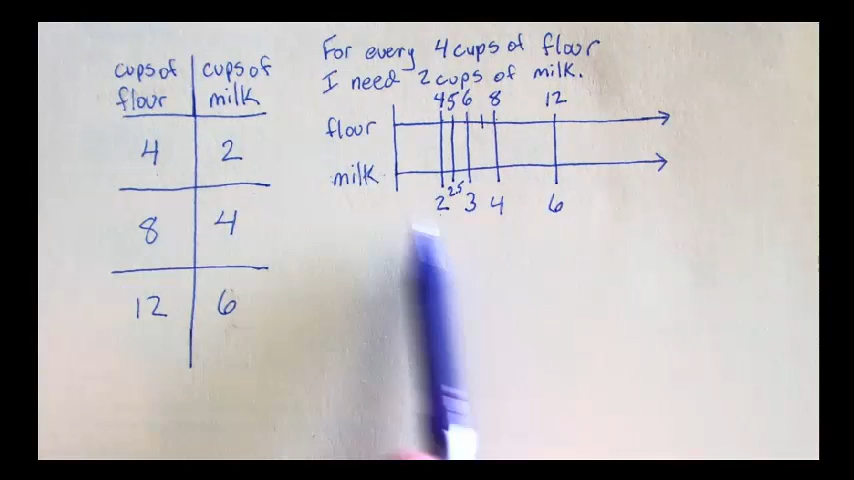 For every 4 cups of flour
I need 2 cups of milk.
cups of flour cups of milk
4 2
8 4
12 6
4 5 6 8 12
flour
milk
2 2.5 3 4 6